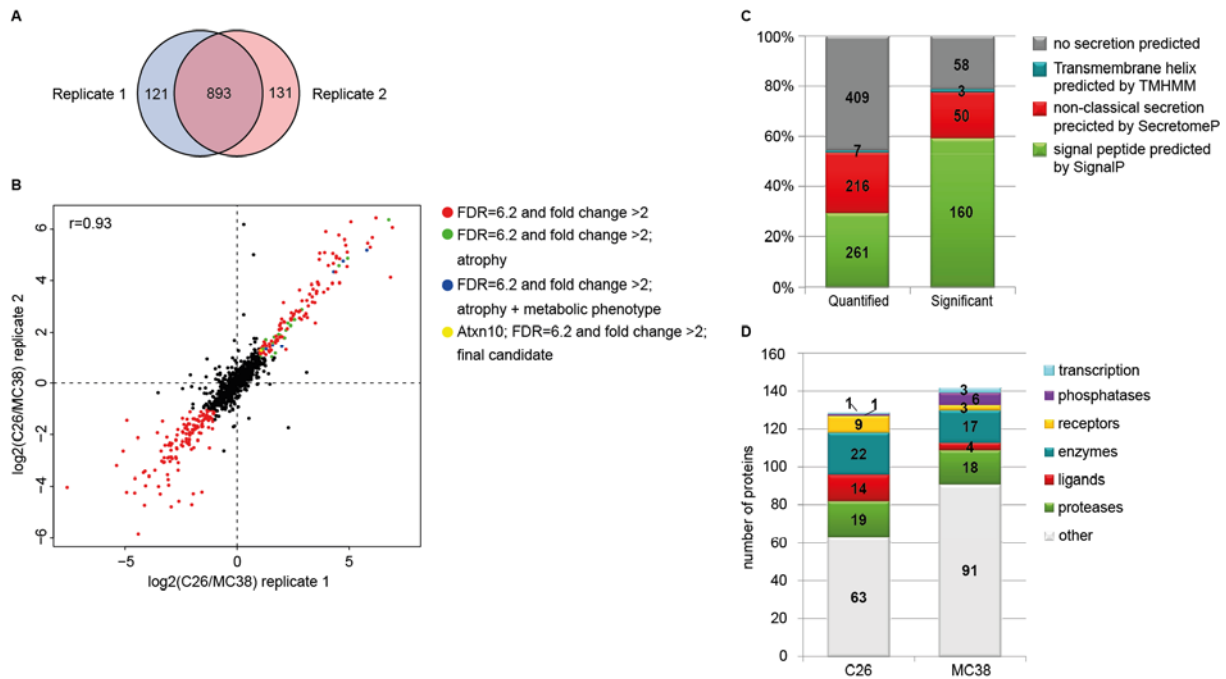 A
Replicate 1
121
893
131
Replicate 2
B
r=0.93
log2(C26/MC38) replicate 2
6
4
2
0
−2
−4
−6
−5
0
5
log2(C26/MC38) replicate 1
FDR=6.2 and fold change >2
FDR=6.2 and fold change >2;
atrophy
FDR=6.2 and fold change >2;
atrophy + metabolic phenotype
Atxn10; FDR=6.2 and fold change >2;
final candidate
C
100%
80%
60%
40%
20%
0%
409
7
216
261
58
3
50
160
Quantified
Significant
no secretion predicted
Transmembrane helix
predicted by TMHMM
non-classical secretion
precicted by SecretomeP
signal peptide predicted
by SignalP
D
number of proteins
160
140
120
100
80
60
40
20
0
1
1
9
22
14
19
63
3
6
3
17
4
18
91
C26
MC38
transcription
phosphatases
receptors
enzymes
ligands
proteases
other